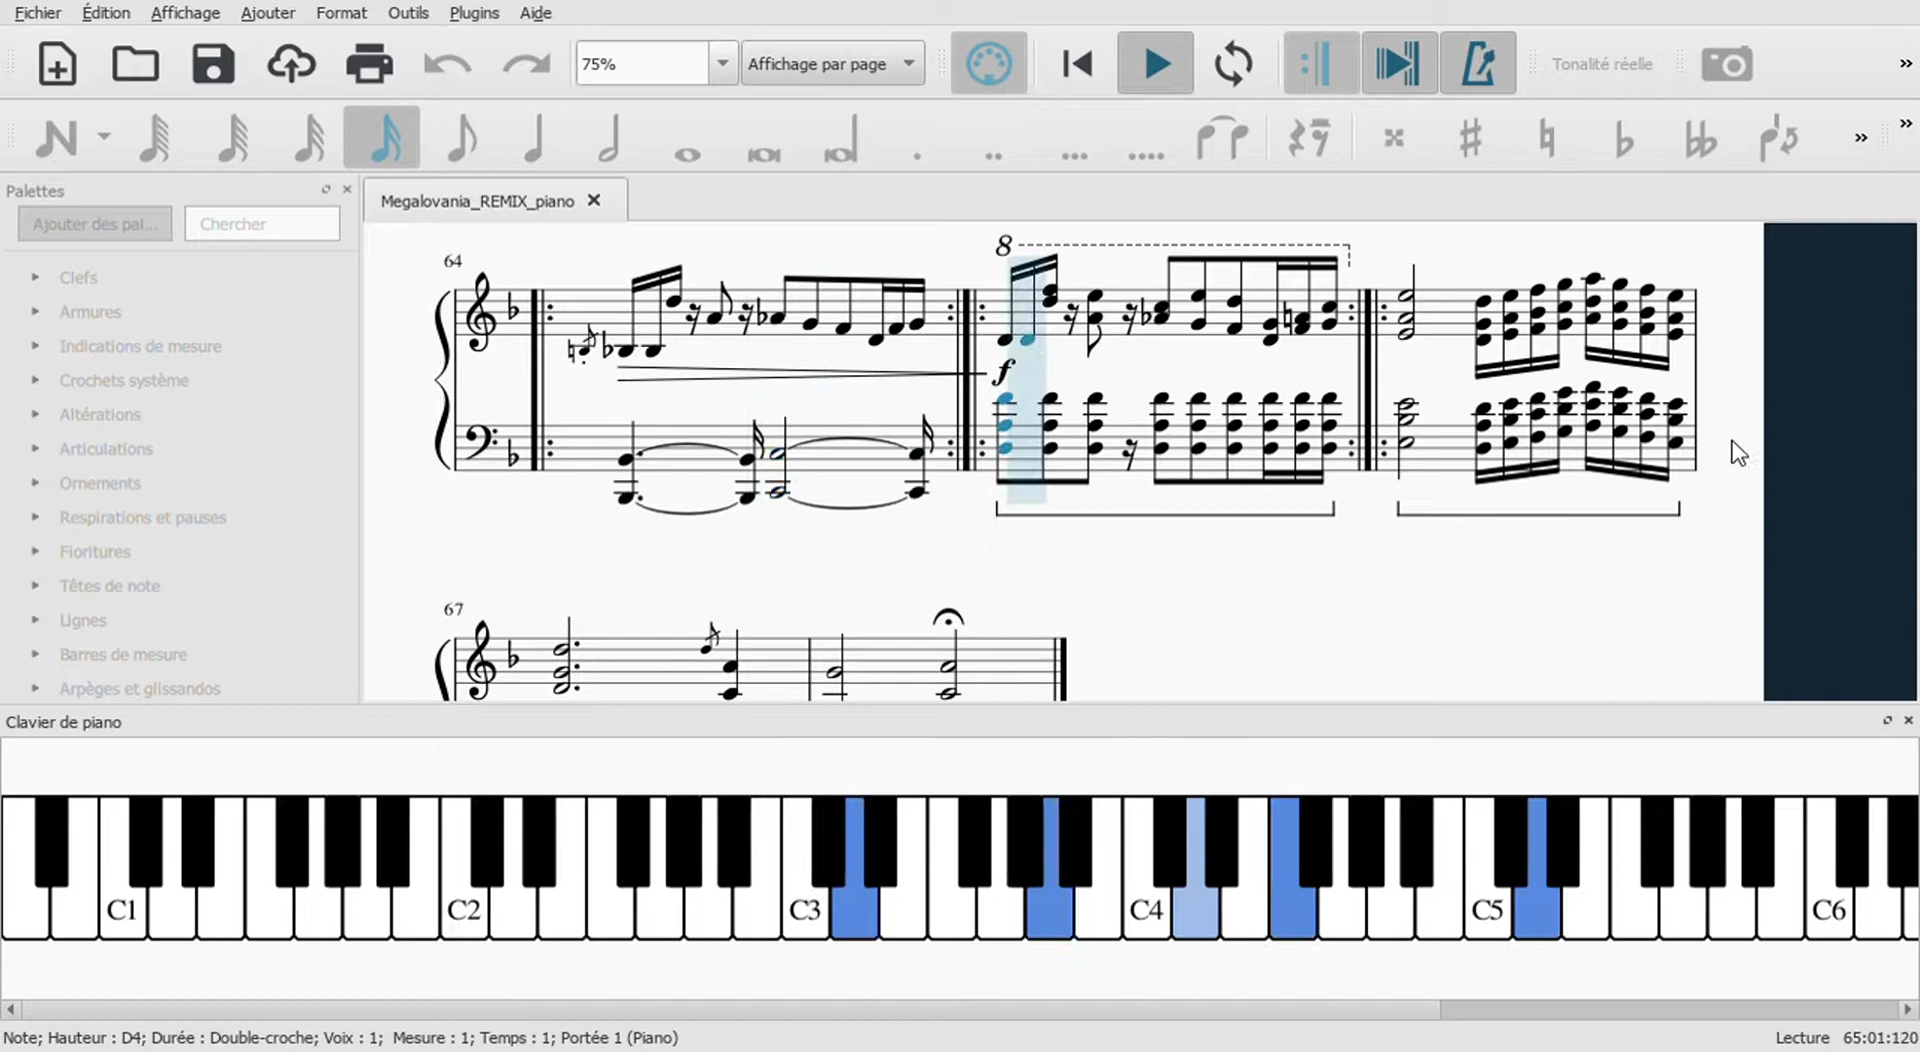 Fichier Édition Affichage Ajouter Format Outils Plugins Aide
75% Affichage par page Tonalité réelle »
» »
Palettes
Ajouter des pal... Chercher
Clefs
Armures
Indications de mesure
Crochets système
Altérations
Articulations
Ornements
Respirations et pauses
Fioritures
Têtes de note
Lignes
Barres de mesure
Arpèges et glissandos
Megalovania_REMIX_piano
64
8
f
67
Clavier de piano
C1 C2 C3 C4 C5 C6
Note; Hauteur : D4; Durée : Double-croche; Voix : 1; Mesure : 1; Temps : 1; Portée 1 (Piano)
Lecture 65:01:120